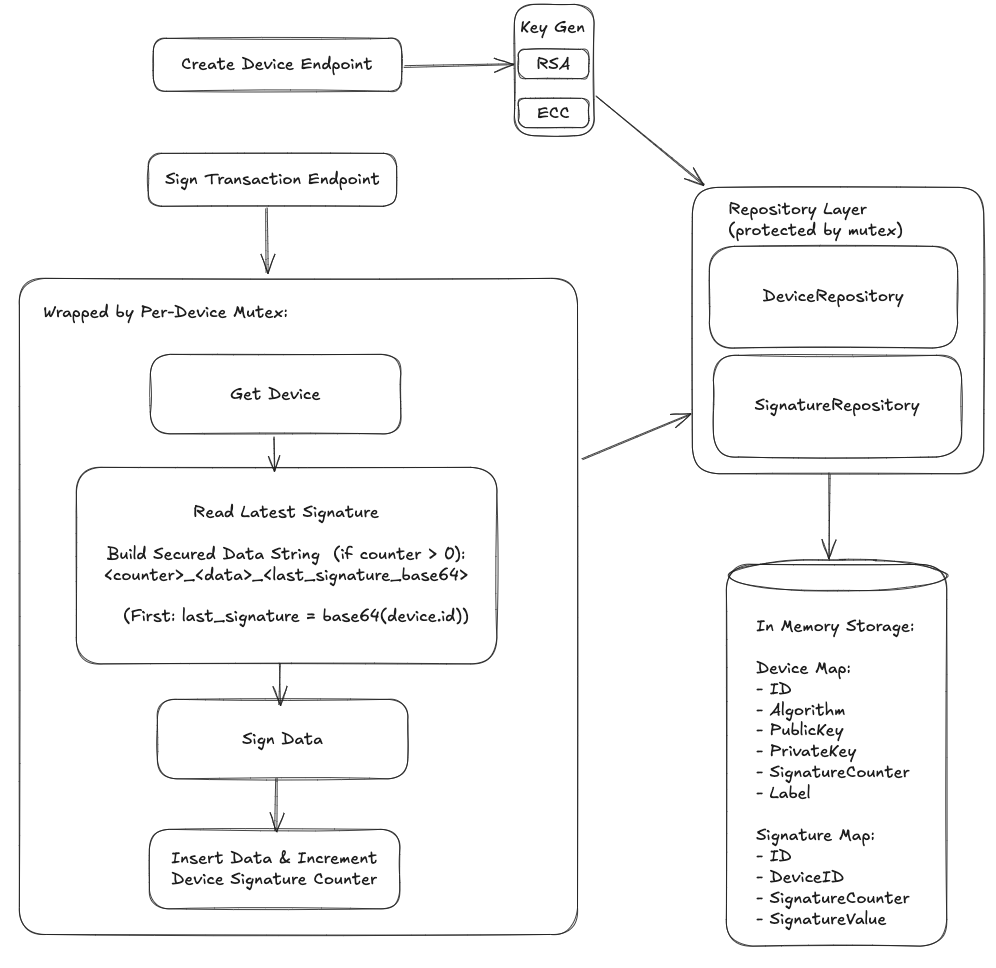 Key Gen
RSA
ECC
Create Device Endpoint
Sign Transaction Endpoint
Repository Layer
(protected by mutex)
DeviceRepository
SignatureRepository
Wrapped by Per-Device Mutex:
Get Device
Read Latest Signature
Build Secured Data String (if counter > 0):
<counter>_<data>_<last_signature_base64>
(First: last_signature = base64(device.id))
Sign Data
Insert Data & Increment
Device Signature Counter
In Memory Storage:
Device Map:
- ID
- Algorithm
- PublicKey
- PrivateKey
- SignatureCounter
- Label
Signature Map:
- ID
- DeviceID
- SignatureCounter
- SignatureValue